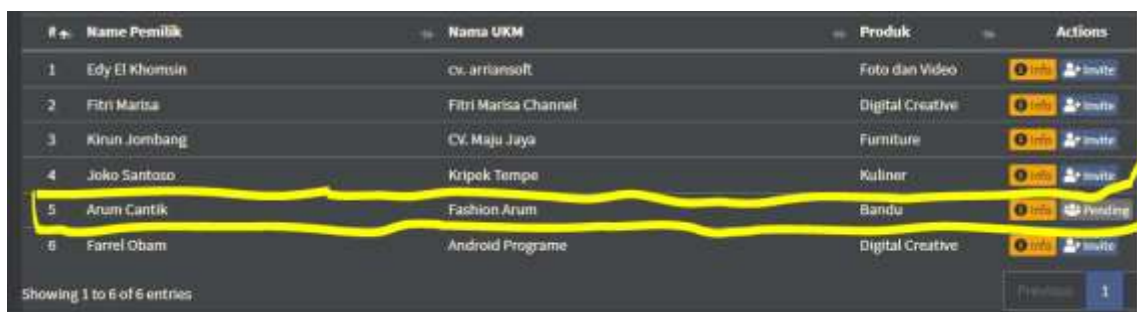 # Name Pemilik Nama UKM Produk Actions
1 Edy El Khomsin cv. arriansoft Foto dan Video Info Invite
2 Fitri Marisa Fitri Marisa Channel Digital Creative Info Invite
3 Kirun Jombang CV. Maju Jaya Furniture Info Invite
4 Joko Santoso Kripek Tempe Kuliner Info Invite
5 Arum Cantik Fashion Arum Bandu Info Pending
6 Farrel Obam Android Programe Digital Creative Info Invite
Showing 1 to 6 of 6 entries Previous 1